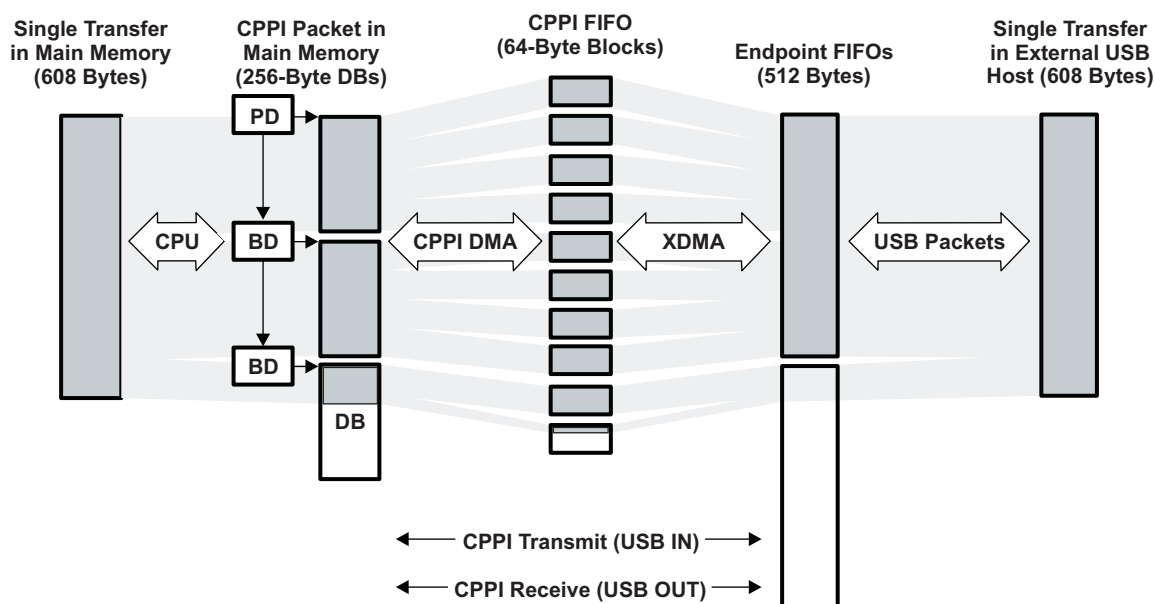 Single Transfer
in Main Memory
(608 Bytes)
CPPI Packet in
Main Memory
(256-Byte DBs)
CPPI FIFO
(64-Byte Blocks)
Endpoint FIFOs
(512 Bytes)
Single Transfer
in External USB
Host (608 Bytes)
PD
CPU
BD
CPPI DMA
XDMA
USB Packets
BD
DB
CPPI Transmit (USB IN)
CPPI Receive (USB OUT)